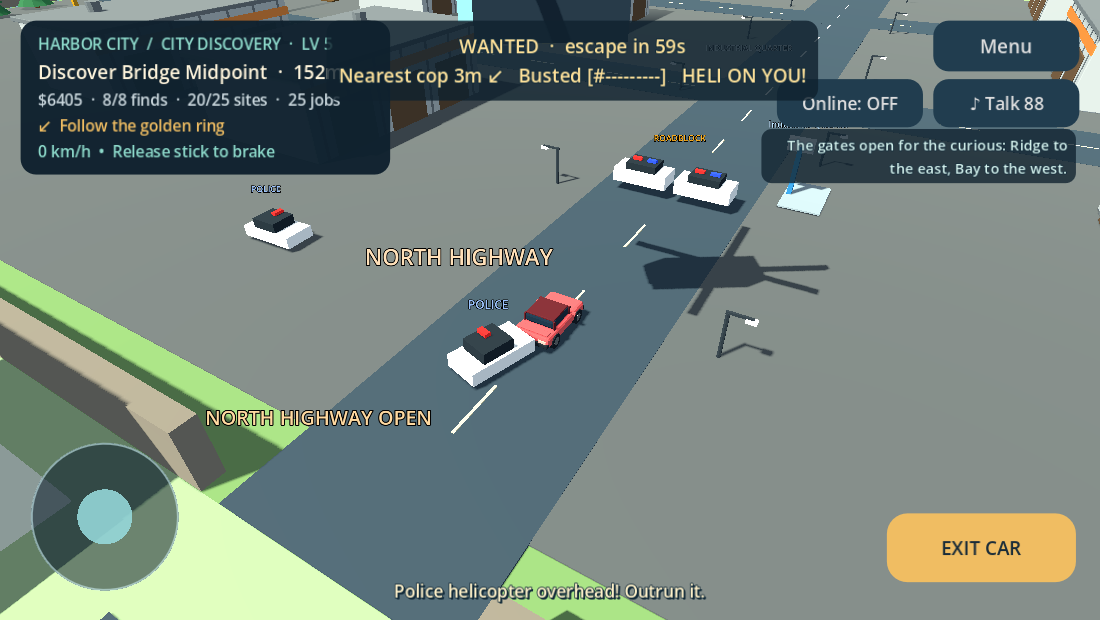 HARBOR CITY / CITY DISCOVERY · LV 5
Discover Bridge Midpoint · 152m
$6405 · 8/8 finds · 20/25 sites · 25 jobs
↙ Follow the golden ring
0 km/h • Release stick to brake
WANTED · escape in 59s
Nearest cop 3m ↙ Busted [#---------] HELI ON YOU!
Menu
Online: OFF
♪ Talk 88
The gates open for the curious: Ridge to
the east, Bay to the west.
ROADBLOCK
POLICE
NORTH HIGHWAY
POLICE
NORTH HIGHWAY OPEN
EXIT CAR
Police helicopter overhead! Outrun it.